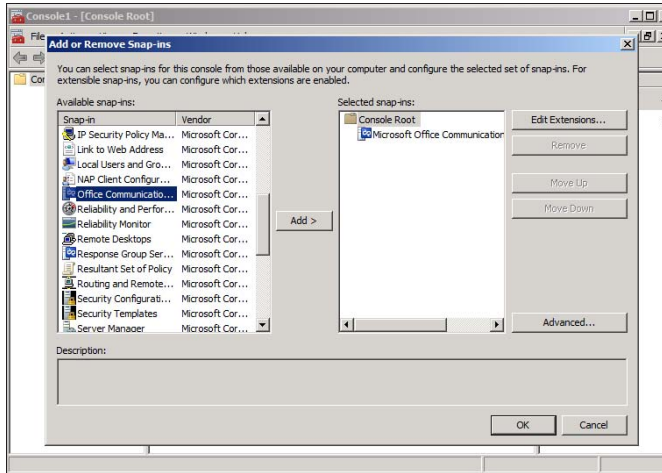 Console1 - [Console Root]
File
Add or Remove Snap-ins
You can select snap-ins for this console from those available on your computer and configure the selected set of snap-ins. For
extensible snap-ins, you can configure which extensions are enabled.
Available snap-ins:
Snap-in Vendor
IP Security Policy Ma... Microsoft Cor...
Link to Web Address Microsoft Cor...
Local Users and Gro... Microsoft Cor...
NAP Client Configur... Microsoft Cor...
Office Communicatio... Microsoft Cor...
Reliability and Perfor... Microsoft Cor...
Reliability Monitor Microsoft Cor...
Remote Desktops Microsoft Cor...
Response Group Ser... Microsoft Cor...
Resultant Set of Policy Microsoft Cor...
Routing and Remote... Microsoft Cor...
Security Configurati... Microsoft Cor...
Security Templates Microsoft Cor...
Server Manager Microsoft Cor...
Add >
Selected snap-ins:
Console Root
Microsoft Office Communication
Edit Extensions...
Remove
Move Up
Move Down
Advanced...
Description:
OK Cancel